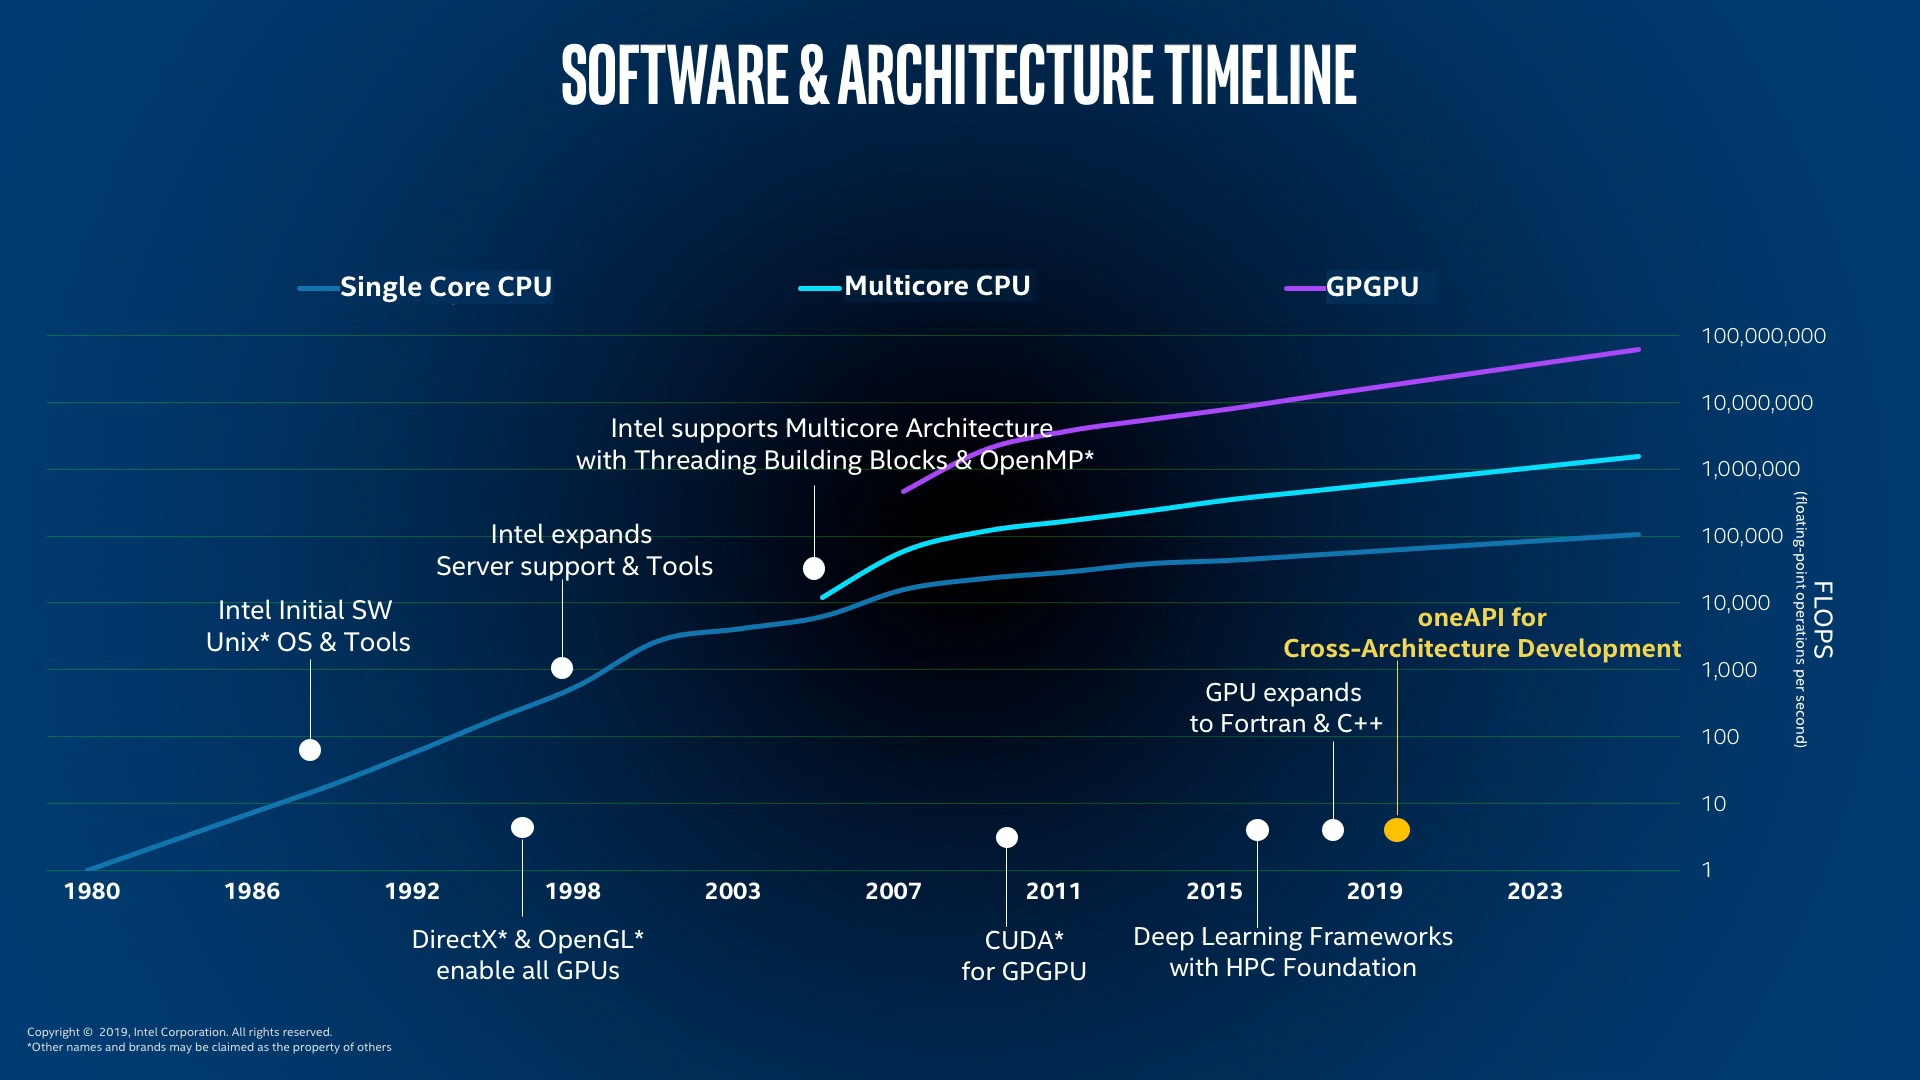 SOFTWARE & ARCHITECTURE TIMELINE
Single Core CPU
Multicore CPU
GPGPU
100,000,000
10,000,000
1,000,000
100,000
10,000
1,000
100
10
1
FLOPS
(floating-point operations per second)
Intel supports Multicore Architecture
with Threading Building Blocks & OpenMP*
Intel expands
Server support & Tools
Intel Initial SW
Unix* OS & Tools
oneAPI for
Cross-Architecture Development
GPU expands
to Fortran & C++
1980
1986
1992
1998
2003
2007
2011
2015
2019
2023
DirectX* & OpenGL*
enable all GPUs
CUDA*
for GPGPU
Deep Learning Frameworks
with HPC Foundation
Copyright © 2019, Intel Corporation. All rights reserved.
*Other names and brands may be claimed as the property of others